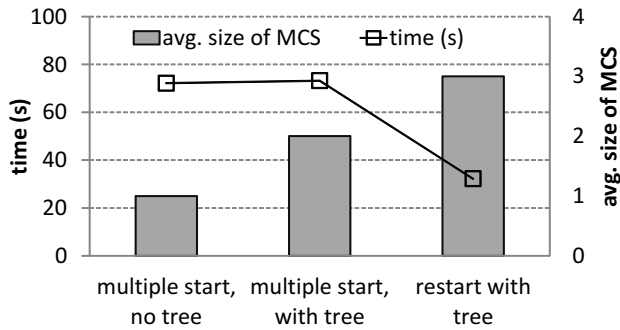 100
80
60
40
20
0
time (s)
avg. size of MCS
time (s)
4
3
2
1
0
avg. size of MCS
multiple start,
no tree
multiple start,
with tree
restart with
tree